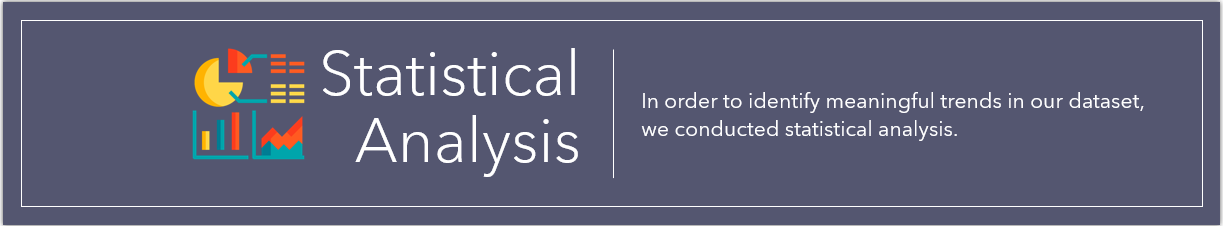 Statistical
Analysis
In order to identify meaningful trends in our dataset,
we conducted statistical analysis.